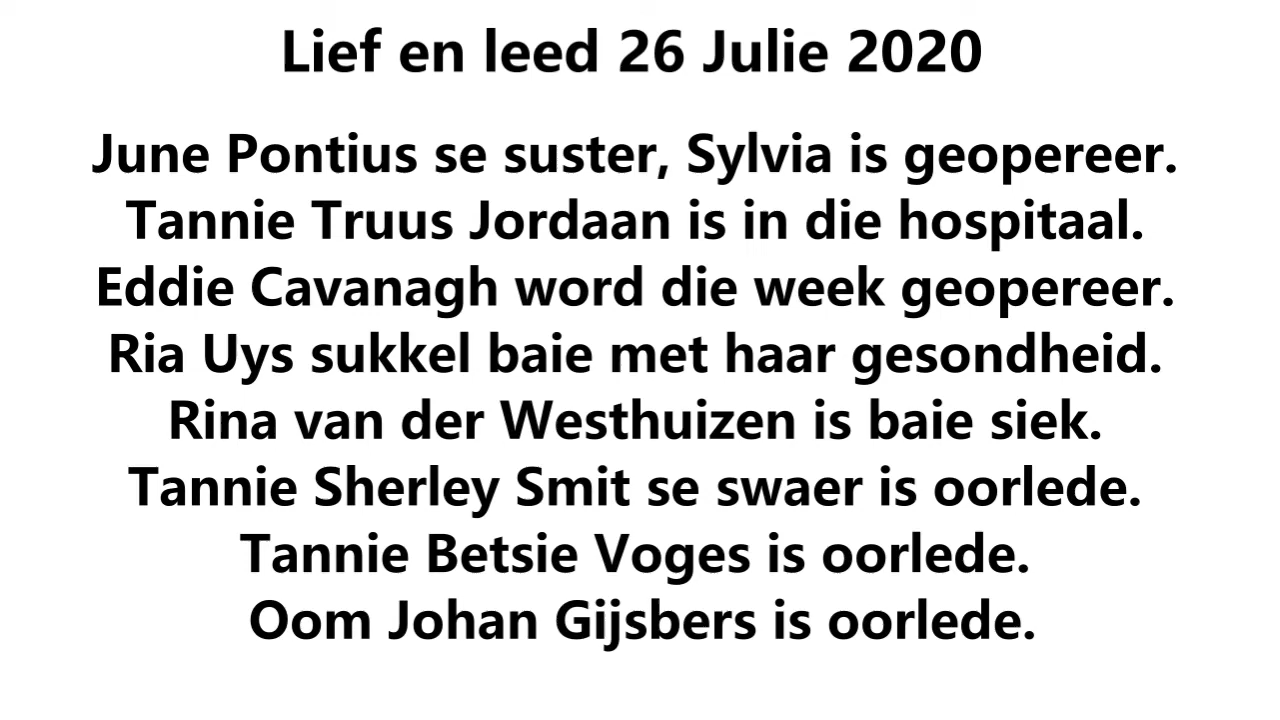 Lief en leed 26 Julie 2020
June Pontius se suster, Sylvia is geopereer.
Tannie Truus Jordaan is in die hospitaal.
Eddie Cavanagh word die week geopereer.
Ria Uys sukkel baie met haar gesondheid.
Rina van der Westhuizen is baie siek.
Tannie Sherley Smit se swaer is oorlede.
Tannie Betsie Voges is oorlede.
Oom Johan Gijsbers is oorlede.